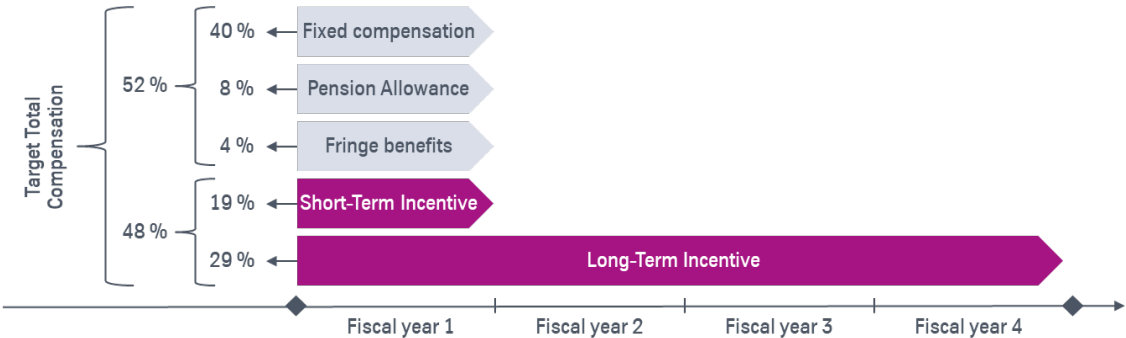 Target Total
Compensation
52 %
48 %
40 %
Fixed compensation
8 %
Pension Allowance
4 %
Fringe benefits
19 %
Short-Term Incentive
29 %
Long-Term Incentive
Fiscal year 1
Fiscal year 2
Fiscal year 3
Fiscal year 4